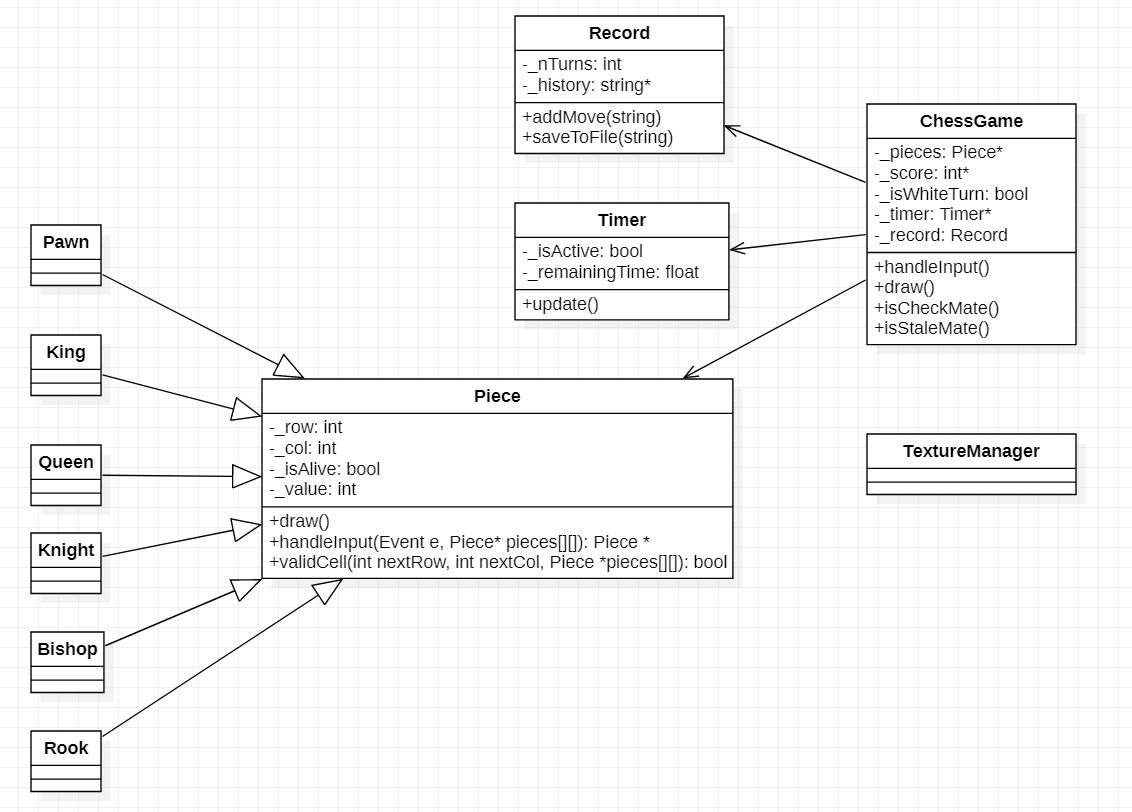 Record
-_nTurns: int
-_history: string*
+addMove(string)
+saveToFile(string)
ChessGame
-_pieces: Piece*
-_score: int*
-_isWhiteTurn: bool
-_timer: Timer*
-_record: Record
+handleInput()
+draw()
+isCheckMate()
+isStaleMate()
Timer
-_isActive: bool
-_remainingTime: float
+update()
Pawn
King
Queen
Knight
Bishop
Rook
Piece
-_row: int
-_col: int
-_isAlive: bool
-_value: int
+draw()
+handleInput(Event e, Piece* pieces[][]): Piece *
+validCell(int nextRow, int nextCol, Piece *pieces[][]): bool
TextureManager